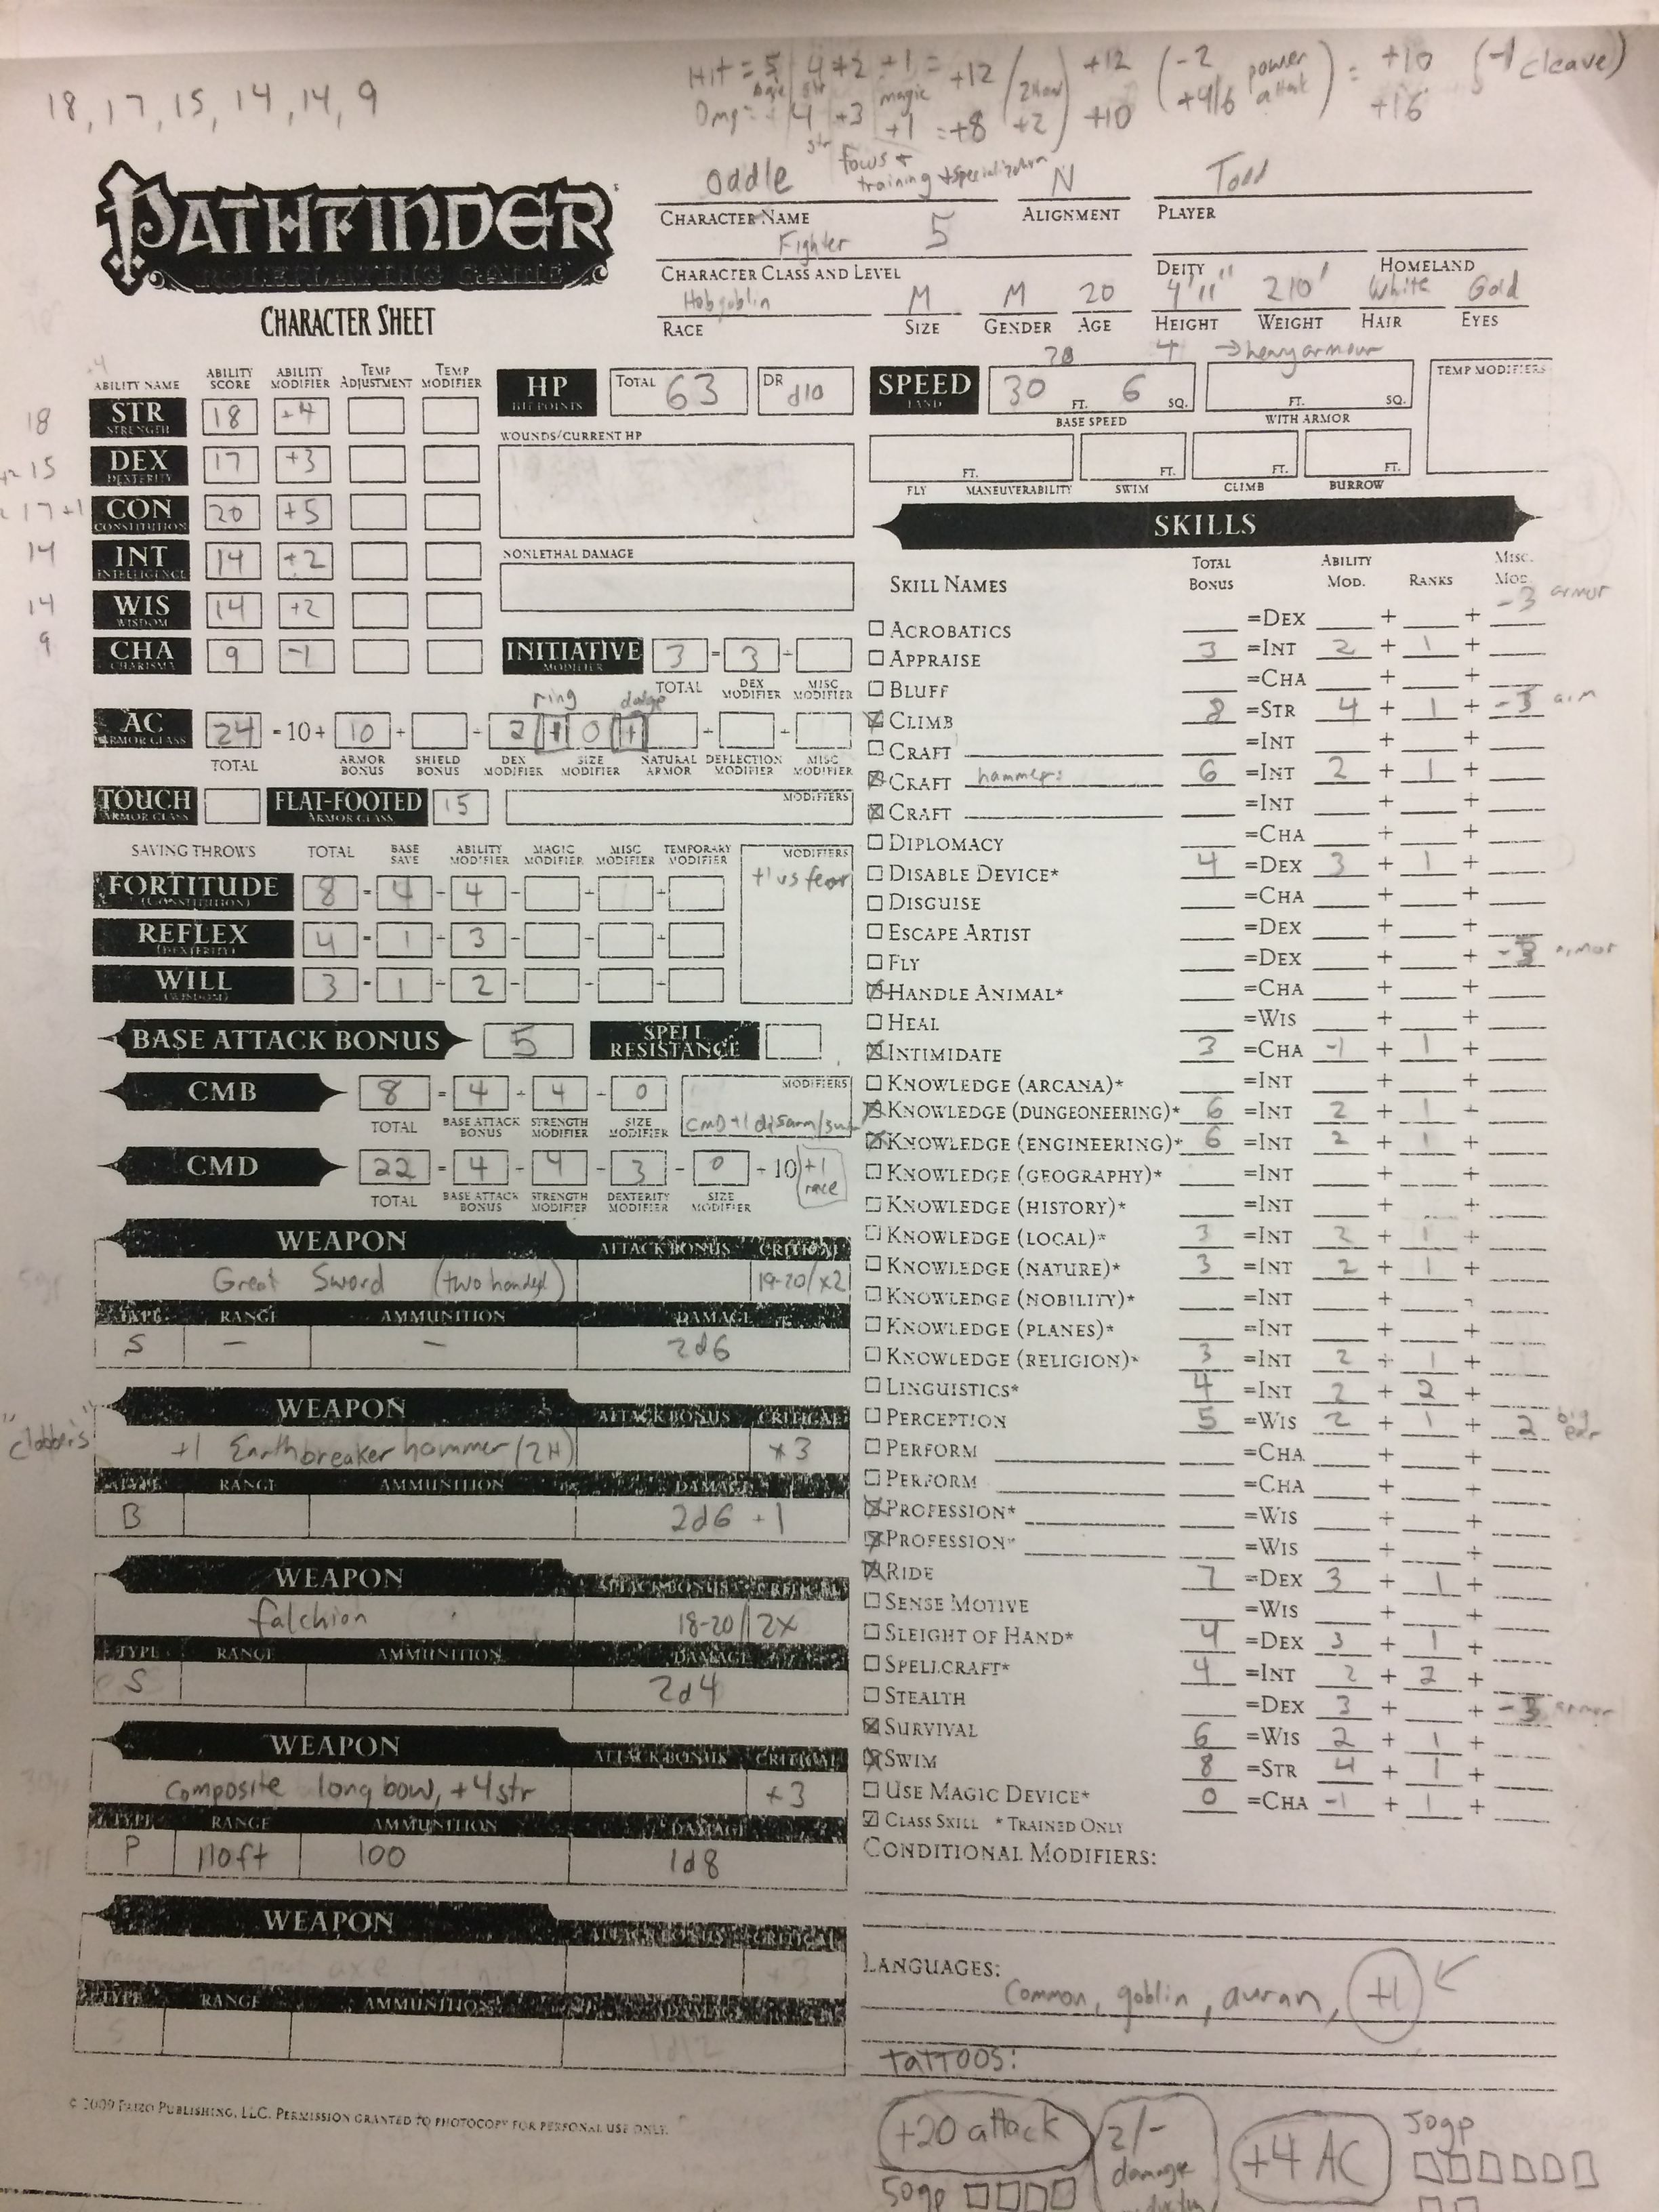 18, 17, 15, 14, 14, 9
Hit = 5 4 +2 +1 = +12 +12 (-2 power = +10 (-1 cleave)
base str magic +4/6 attack)
Dmg = 4 +3 +1 = +8 +2 +10 +16
str focus + training + specialization
PATHFINDER
ROLEPLAYING GAME
CHARACTER SHEET
Oddle N Todd
CHARACTER NAME ALIGNMENT PLAYER
Fighter 5
CHARACTER CLASS AND LEVEL DEITY HOMELAND
Hobgoblin M M 20 4'11" 210' White Gold
RACE SIZE GENDER AGE HEIGHT WEIGHT HAIR EYES
ABILITY NAME ABILITY SCORE ABILITY MODIFIER TEMP ADJUSTMENT TEMP MODIFIER
18 STR STRENGTH 18 +4
15 DEX DEXTERITY 17 +3
17+1 CON CONSTITUTION 20 +5
14 INT INTELLIGENCE 14 +2
14 WIS WISDOM 14 +2
9 CHA CHARISMA 9 -1
HP HIT POINTS TOTAL 63 DR d10
WOUNDS/CURRENT HP
NONLETHAL DAMAGE
INITIATIVE MODIFIER 3 = 3 +
TOTAL DEX MODIFIER MISC MODIFIER
20 4 → heavy armour
SPEED LAND 30 FT. 6 SQ. FT. SQ. TEMP MODIFIERS
BASE SPEED WITH ARMOR
FT. FT. FT. FT.
FLY MANEUVERABILITY SWIM CLIMB BURROW
ring dodge
AC ARMOR CLASS 24 = 10 + 10 + + 2 +1 0 +1 + +
TOTAL ARMOR BONUS SHIELD BONUS DEX MODIFIER SIZE MODIFIER NATURAL ARMOR DEFLECTION MODIFIER MISC MODIFIER
TOUCH ARMOR CLASS FLAT-FOOTED ARMOR CLASS 15 MODIFIERS
SAVING THROWS TOTAL BASE SAVE ABILITY MODIFIER MAGIC MODIFIER MISC MODIFIER TEMPORARY MODIFIER MODIFIERS
FORTITUDE (CONSTITUTION) 8 = 4 + 4 + + + +1 vs fear
REFLEX (DEXTERITY) 4 = 1 + 3 + + +
WILL (WISDOM) 3 = 1 + 2 + + +
BASE ATTACK BONUS 5 SPELL RESISTANCE
CMB 8 = 4 + 4 + 0 MODIFIERS
TOTAL BASE ATTACK BONUS STRENGTH MODIFIER SIZE MODIFIER CMD +1 disarm/
CMD 22 = 4 + 4 + 3 + 0 + 10 +1 race
TOTAL BASE ATTACK BONUS STRENGTH MODIFIER DEXTERITY MODIFIER SIZE MODIFIER
WEAPON ATTACK BONUS CRITICAL
Great Sword (two handed) 19-20/x2
TYPE RANGE AMMUNITION DAMAGE
S — — 2d6
WEAPON ATTACK BONUS CRITICAL
"clobbers" +1 Earthbreaker hammer (2H) x3
TYPE RANGE AMMUNITION DAMAGE
B 2d6 +1
WEAPON ATTACK BONUS CRITICAL
falchion 18-20/2x
TYPE RANGE AMMUNITION DAMAGE
S 2d4
WEAPON ATTACK BONUS CRITICAL
composite long bow, +4 str x3
TYPE RANGE AMMUNITION DAMAGE
P 110ft 100 1d8
WEAPON ATTACK BONUS CRITICAL
great axe x3
TYPE RANGE AMMUNITION DAMAGE
S 1d12
© 2009 PAIZO PUBLISHING, LLC. PERMISSION GRANTED TO PHOTOCOPY FOR PERSONAL USE ONLY.
SKILLS
SKILL NAMES TOTAL BONUS ABILITY MOD. RANKS MISC. MOD.
ACROBATICS =DEX + + -3 armor
APPRAISE 3 =INT 2 + 1 +
BLUFF =CHA + +
CLIMB 8 =STR 4 + 1 + -3 arm
CRAFT =INT + +
CRAFT hammers 6 =INT 2 + 1 +
CRAFT =INT + +
DIPLOMACY =CHA + +
DISABLE DEVICE* 4 =DEX 3 + 1 +
DISGUISE =CHA + +
ESCAPE ARTIST =DEX + +
FLY =DEX + + -3 armor
HANDLE ANIMAL* =CHA + +
HEAL =WIS + +
INTIMIDATE 3 =CHA -1 + 1 +
KNOWLEDGE (ARCANA)* =INT + +
KNOWLEDGE (DUNGEONEERING)* 6 =INT 2 + 1 +
KNOWLEDGE (ENGINEERING)* 6 =INT 2 + 1 +
KNOWLEDGE (GEOGRAPHY)* =INT + +
KNOWLEDGE (HISTORY)* =INT + +
KNOWLEDGE (LOCAL)* 3 =INT 2 + 1 +
KNOWLEDGE (NATURE)* 3 =INT 2 + 1 +
KNOWLEDGE (NOBILITY)* =INT + +
KNOWLEDGE (PLANES)* =INT + +
KNOWLEDGE (RELIGION)* 3 =INT 2 + 1 +
LINGUISTICS* 4 =INT 2 + 2 +
PERCEPTION 5 =WIS 2 + 1 + 2 big ear
PERFORM =CHA + +
PERFORM =CHA + +
PROFESSION* =WIS + +
PROFESSION* =WIS + +
RIDE 7 =DEX 3 + 1 +
SENSE MOTIVE =WIS + +
SLEIGHT OF HAND* 4 =DEX 3 + 1 +
SPELLCRAFT* 4 =INT 2 + 2 +
STEALTH =DEX 3 + + -3 armor
SURVIVAL 6 =WIS 2 + 1 +
SWIM 8 =STR 4 + 1 +
USE MAGIC DEVICE* 0 =CHA -1 + 1 +
CLASS SKILL * TRAINED ONLY
CONDITIONAL MODIFIERS:
LANGUAGES:
Common, goblin, auran, +1
TATTOOS:
+20 attack 2/- damage +4 AC 50gp
50gp